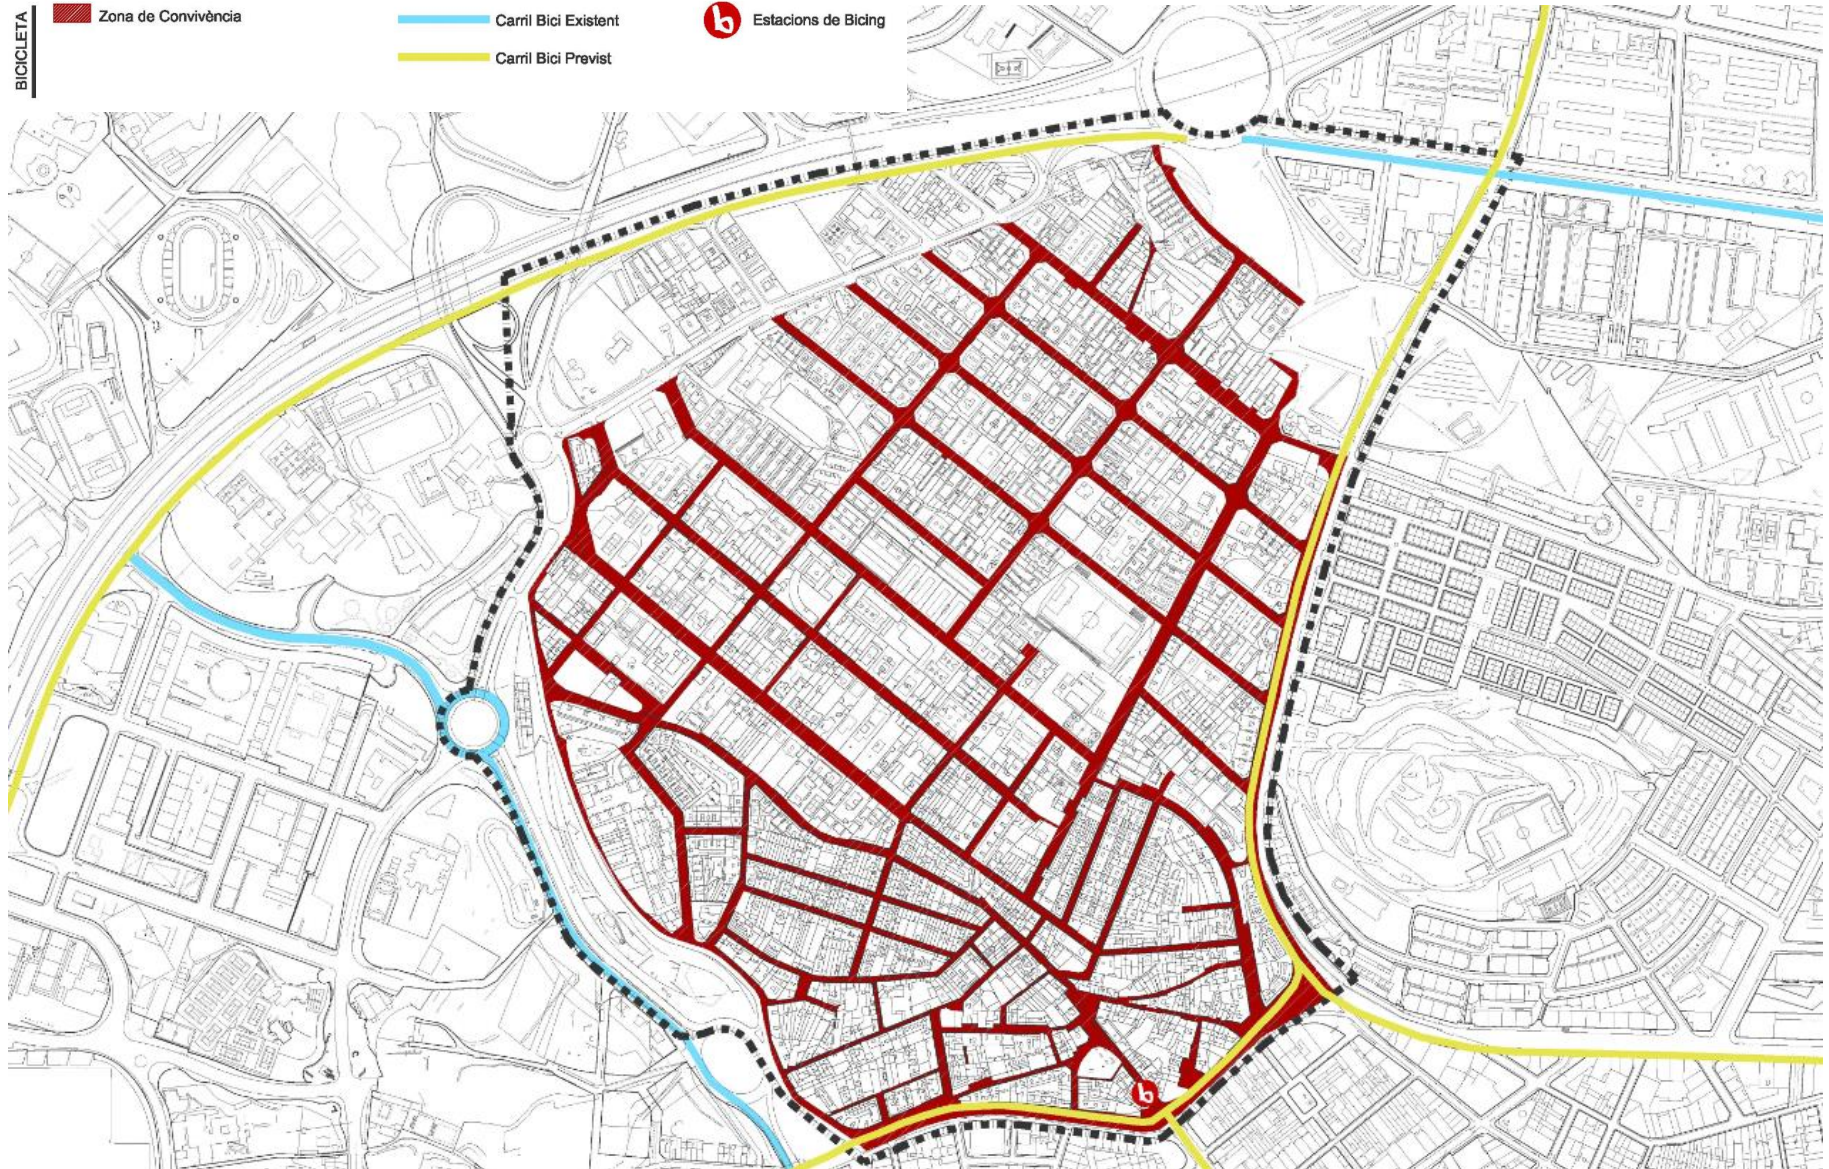 BICICLETA
Zona de Convivència
Carril Bici Existent
Carril Bici Previst
Estacions de Bicing